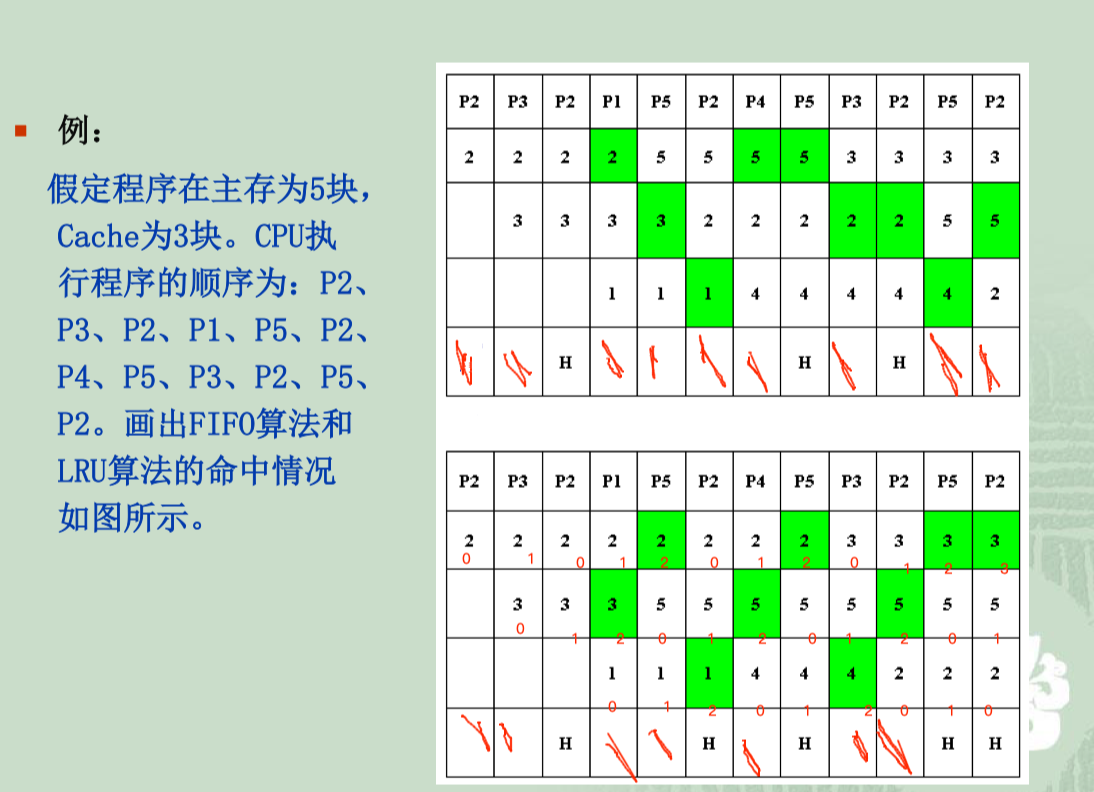 例：
假定程序在主存为5块，
Cache为3块。CPU执
行程序的顺序为：P2、
P3、P2、P1、P5、P2、
P4、P5、P3、P2、P5、
P2。画出FIFO算法和
LRU算法的命中情况
如图所示。
P2 P3 P2 P1 P5 P2 P4 P5 P3 P2 P5 P2
2 2 2 2 5 5 5 5 3 3 3 3
3 3 3 3 2 2 2 2 2 5 5
1 1 1 4 4 4 4 4 2
H H H
P2 P3 P2 P1 P5 P2 P4 P5 P3 P2 P5 P2
2 2 2 2 2 2 2 2 3 3 3 3
0 1 0 1 2 0 1 2 0 1 2 3
3 3 3 5 5 5 5 5 5 5 5
0 1 2 0 1 2 0 1 2 0 1
1 1 1 4 4 4 2 2 2
0 1 2 0 1 2 0 1 0
H H H H H